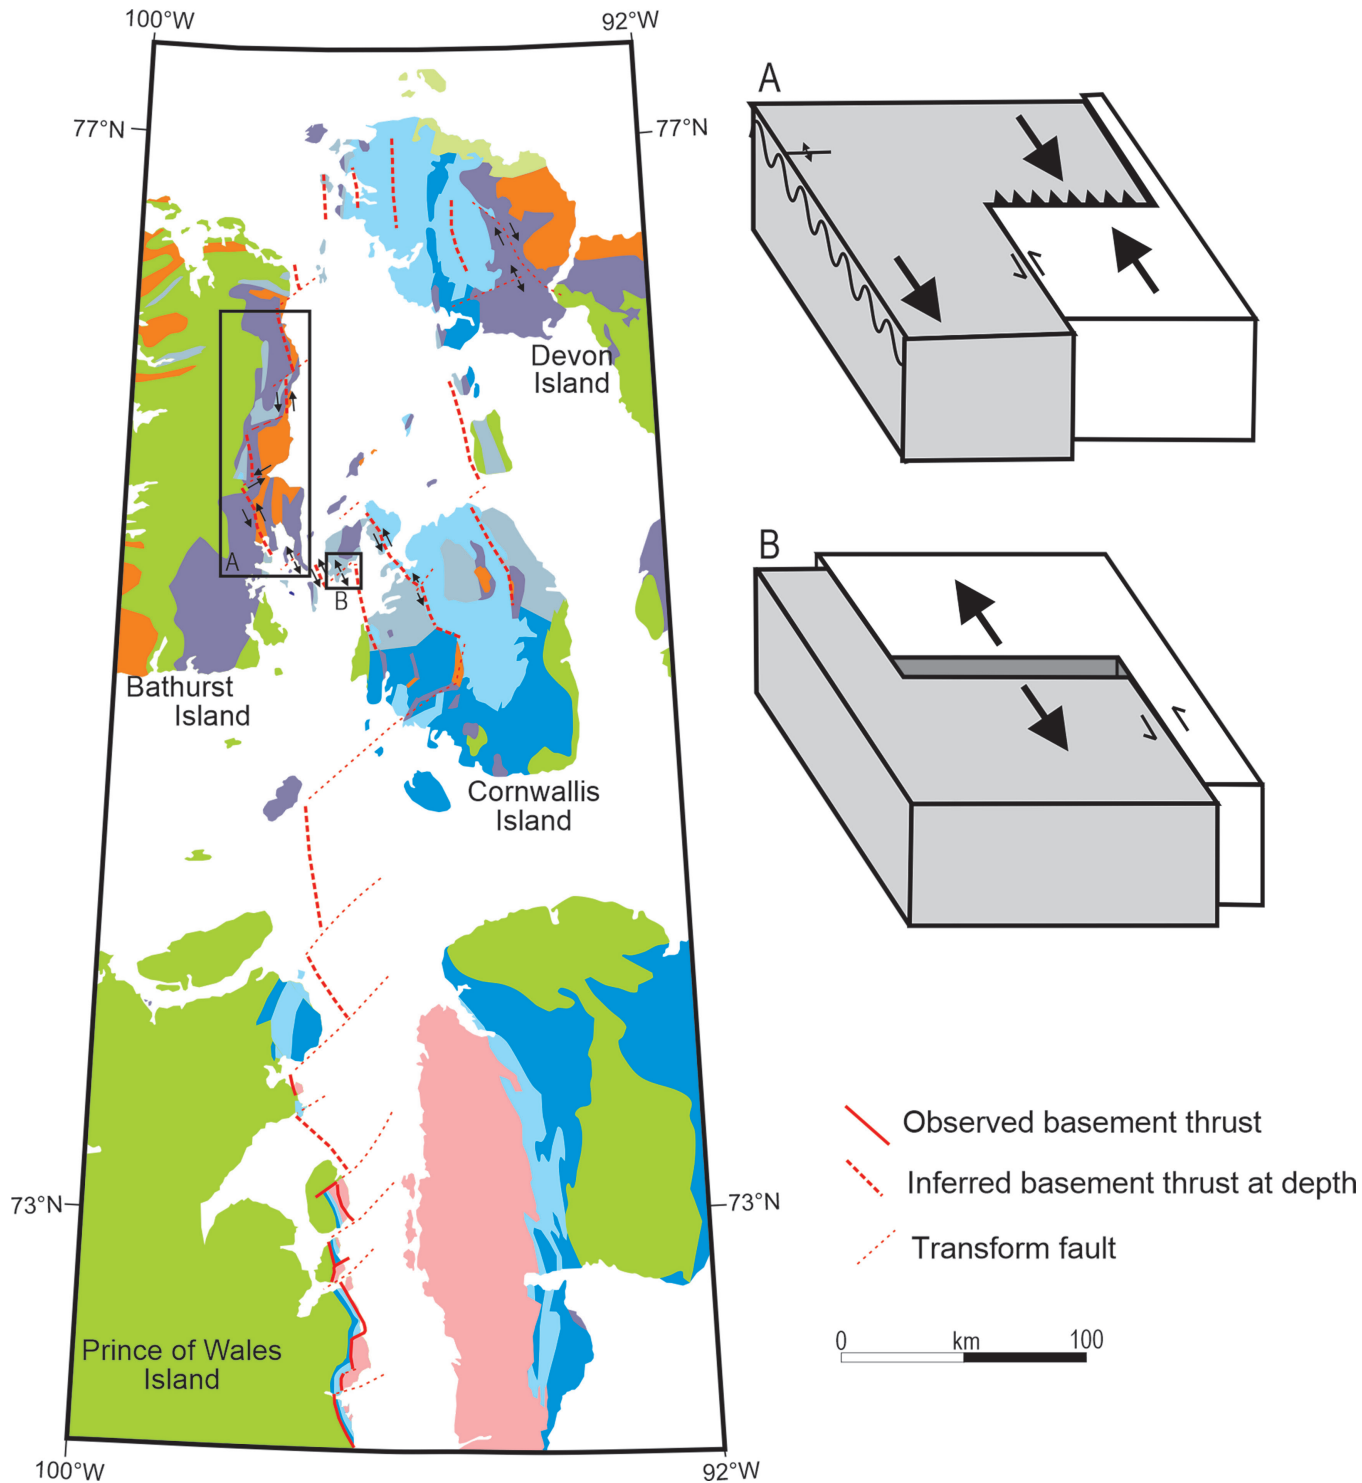 100°W
92°W
77°N
77°N
A
Devon
Island
A
B
B
Bathurst
Island
Cornwallis
Island
Observed basement thrust
Inferred basement thrust at depth
73°N
73°N
Transform fault
0 km 100
Prince of Wales
Island
100°W
92°W